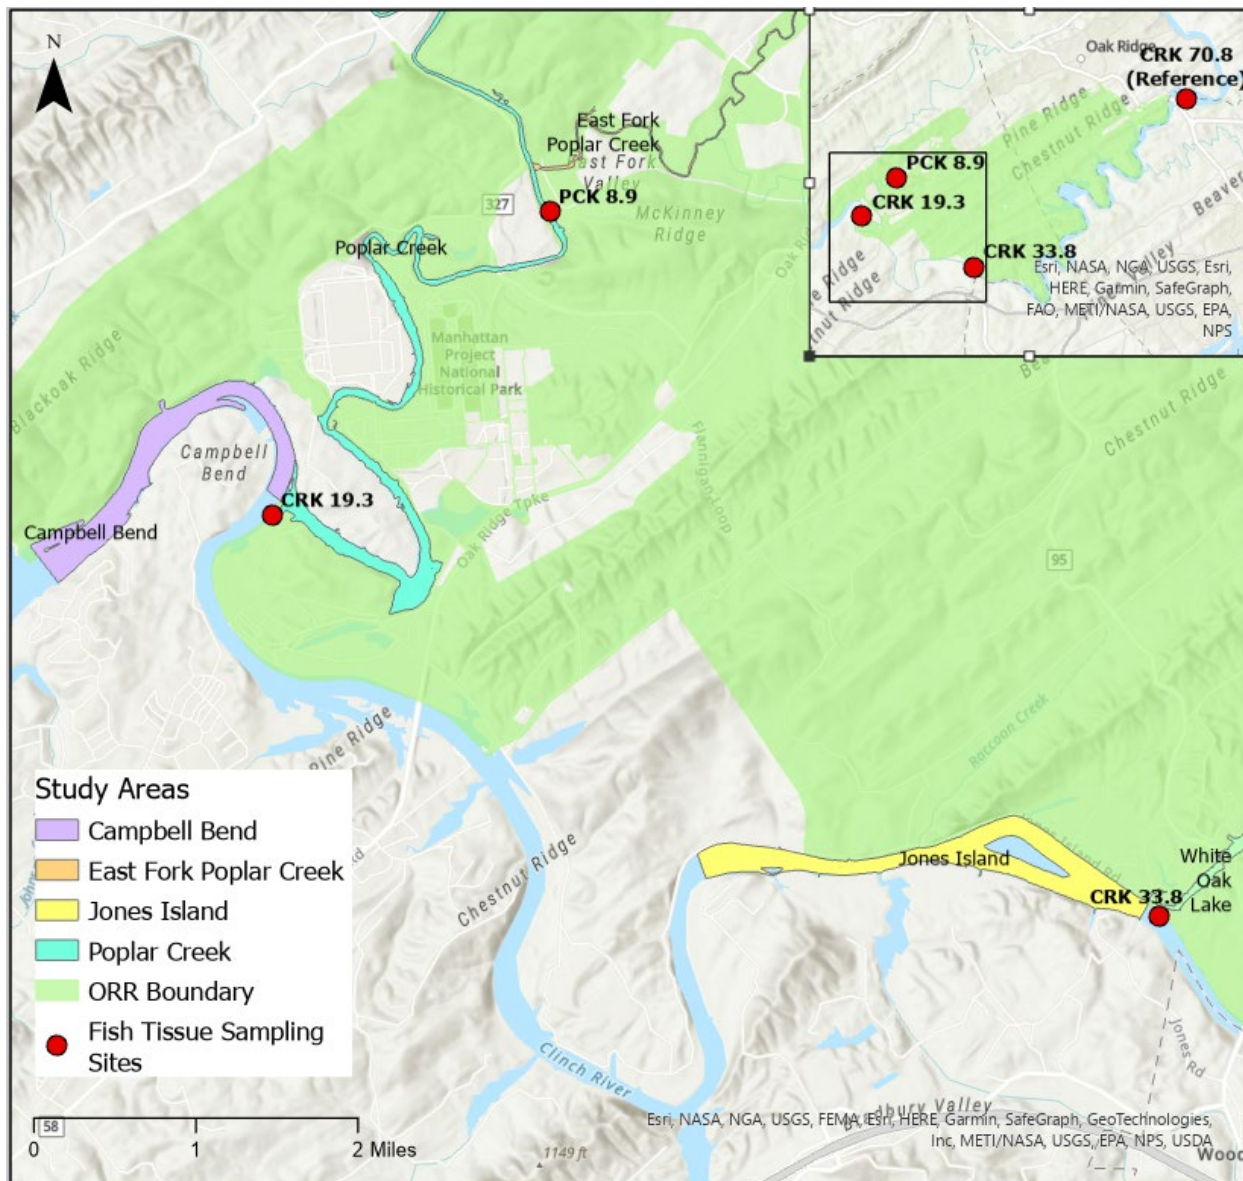 N
East Fork
Poplar Creek
East Fork
Valley
327
PCK 8.9
McKinney
Ridge
Poplar Creek
Oak Ridge
CRK 70.8
(Reference)
Pine Ridge
Chestnut Ridge
PCK 8.9
CRK 19.3
CRK 33.8
Beaver
Valley
Esri, NASA, NGA, USGS, Esri,
HERE, Garmin, SafeGraph,
FAO, METI/NASA, USGS, EPA,
NPS
Blackoak Ridge
Manhattan
Project
National
Historical Park
Chestnut Ridge
Campbell
Bend
Flannigan Loop
CRK 19.3
Oak Ridge Tpke
Campbell Bend
95
Pine Ridge
Raccoon Creek
Study Areas
Campbell Bend
East Fork Poplar Creek
Jones Island
Poplar Creek
ORR Boundary
Fish Tissue Sampling
Sites
Chestnut Ridge
Jones Island
White
Oak
Lake
CRK 33.8
Jones Rd
Clinch River
Bradbury Valley
Esri, NASA, NGA, USGS, FEMA, Esri, HERE, Garmin, SafeGraph, GeoTechnologies,
Inc, METI/NASA, USGS, EPA, NPS, USDA
58
0 1 2 Miles
1149 ft
Wood